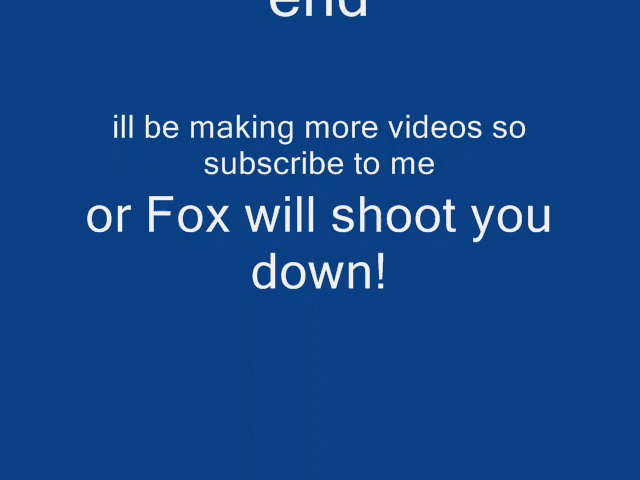 end
ill be making more videos so
subscribe to me
or Fox will shoot you
down!